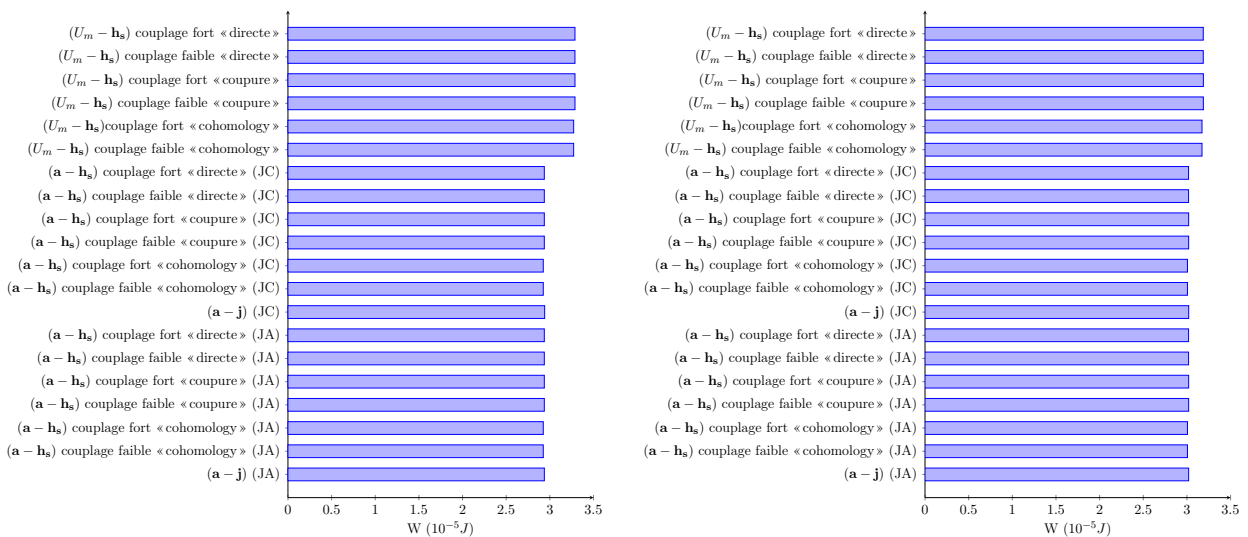 (U_m − h_s) couplage fort « directe »
(U_m − h_s) couplage faible « directe »
(U_m − h_s) couplage fort « coupure »
(U_m − h_s) couplage faible « coupure »
(U_m − h_s)couplage fort « cohomology »
(U_m − h_s) couplage faible « cohomology »
(a − h_s) couplage fort « directe » (JC)
(a − h_s) couplage faible « directe » (JC)
(a − h_s) couplage fort « coupure » (JC)
(a − h_s) couplage faible « coupure » (JC)
(a − h_s) couplage fort « cohomology » (JC)
(a − h_s) couplage faible « cohomology » (JC)
(a − j) (JC)
(a − h_s) couplage fort « directe » (JA)
(a − h_s) couplage faible « directe » (JA)
(a − h_s) couplage fort « coupure » (JA)
(a − h_s) couplage faible « coupure » (JA)
(a − h_s) couplage fort « cohomology » (JA)
(a − h_s) couplage faible « cohomology » (JA)
(a − j) (JA)
0 0.5 1 1.5 2 2.5 3 3.5
W (10^{−5}J)
(U_m − h_s) couplage fort « directe »
(U_m − h_s) couplage faible « directe »
(U_m − h_s) couplage fort « coupure »
(U_m − h_s) couplage faible « coupure »
(U_m − h_s)couplage fort « cohomology »
(U_m − h_s) couplage faible « cohomology »
(a − h_s) couplage fort « directe » (JC)
(a − h_s) couplage faible « directe » (JC)
(a − h_s) couplage fort « coupure » (JC)
(a − h_s) couplage faible « coupure » (JC)
(a − h_s) couplage fort « cohomology » (JC)
(a − h_s) couplage faible « cohomology » (JC)
(a − j) (JC)
(a − h_s) couplage fort « directe » (JA)
(a − h_s) couplage faible « directe » (JA)
(a − h_s) couplage fort « coupure » (JA)
(a − h_s) couplage faible « coupure » (JA)
(a − h_s) couplage fort « cohomology » (JA)
(a − h_s) couplage faible « cohomology » (JA)
(a − j) (JA)
0 0.5 1 1.5 2 2.5 3 3.5
W (10^{−5}J)